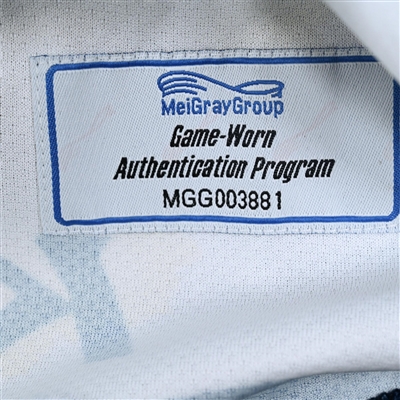 MeiGrayGroup
Game-Worn
Authentication Program
MGG003881